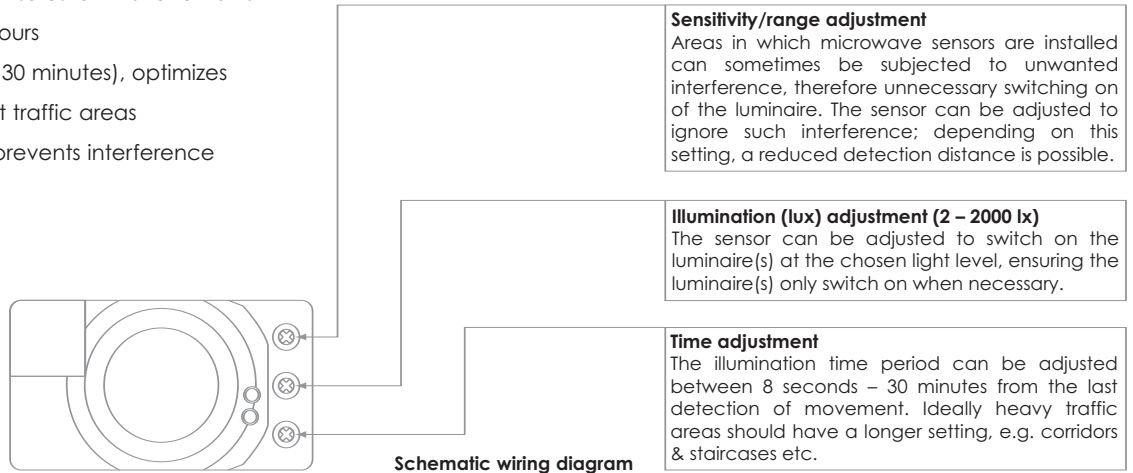 ours
30 minutes), optimizes
t traffic areas
prevents interference
Sensitivity/range adjustment
Areas in which microwave sensors are installed
can sometimes be subjected to unwanted
interference, therefore unnecessary switching on
of the luminaire. The sensor can be adjusted to
ignore such interference; depending on this
setting, a reduced detection distance is possible.
Illumination (lux) adjustment (2 – 2000 lx)
The sensor can be adjusted to switch on the
luminaire(s) at the chosen light level, ensuring the
luminaire(s) only switch on when necessary.
Time adjustment
The illumination time period can be adjusted
between 8 seconds – 30 minutes from the last
detection of movement. Ideally heavy traffic
areas should have a longer setting, e.g. corridors
& staircases etc.
Schematic wiring diagram